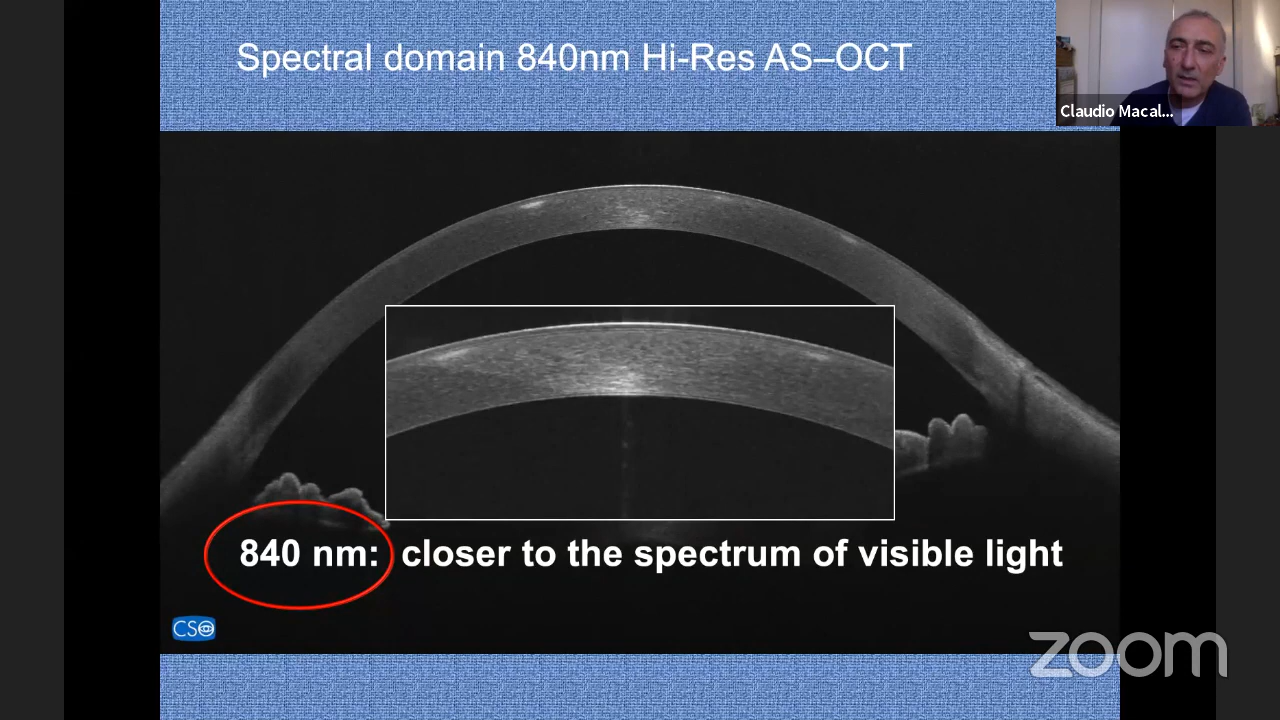 Spectral domain 840nm Hi-Res AS–OCT
Claudio Macal...
840 nm: closer to the spectrum of visible light
CSO
zoom